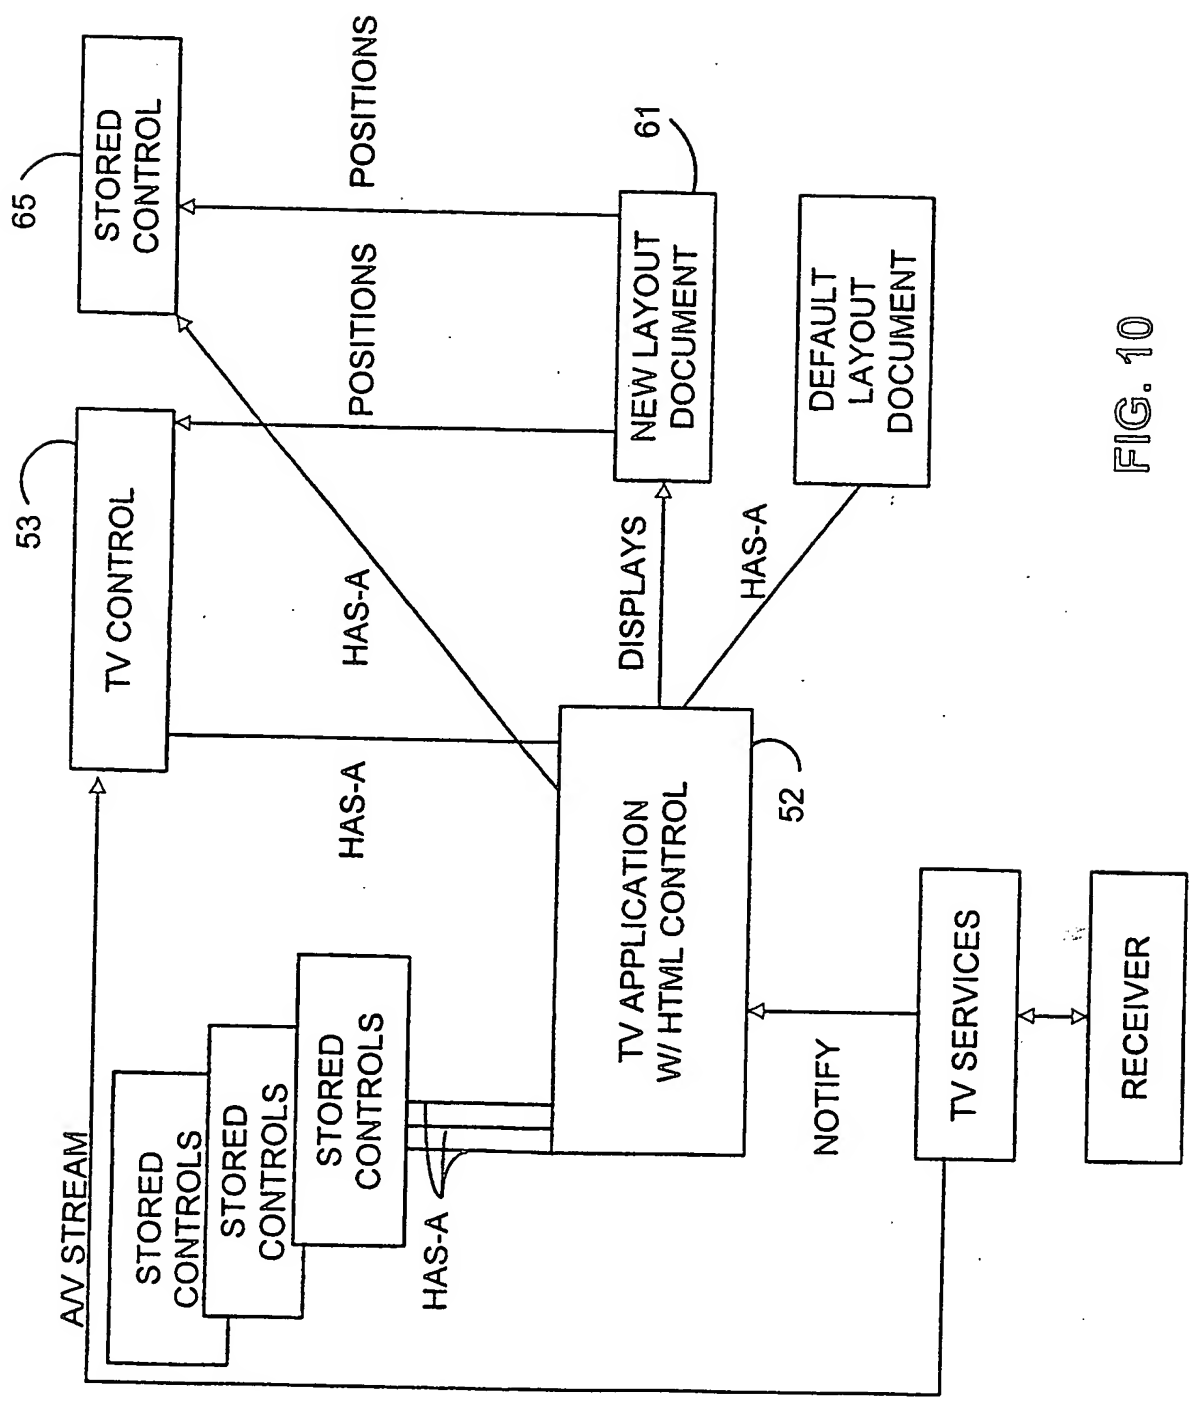 A/V STREAM
STORED
CONTROLS
STORED
CONTROLS
STORED
CONTROLS
HAS-A
TV CONTROL
53
STORED
CONTROL
65
HAS-A
HAS-A
POSITIONS
POSITIONS
TV APPLICATION
W/ HTML CONTROL
52
DISPLAYS
NEW LAYOUT
DOCUMENT
61
HAS-A
DEFAULT
LAYOUT
DOCUMENT
NOTIFY
TV SERVICES
RECEIVER
FIG. 10